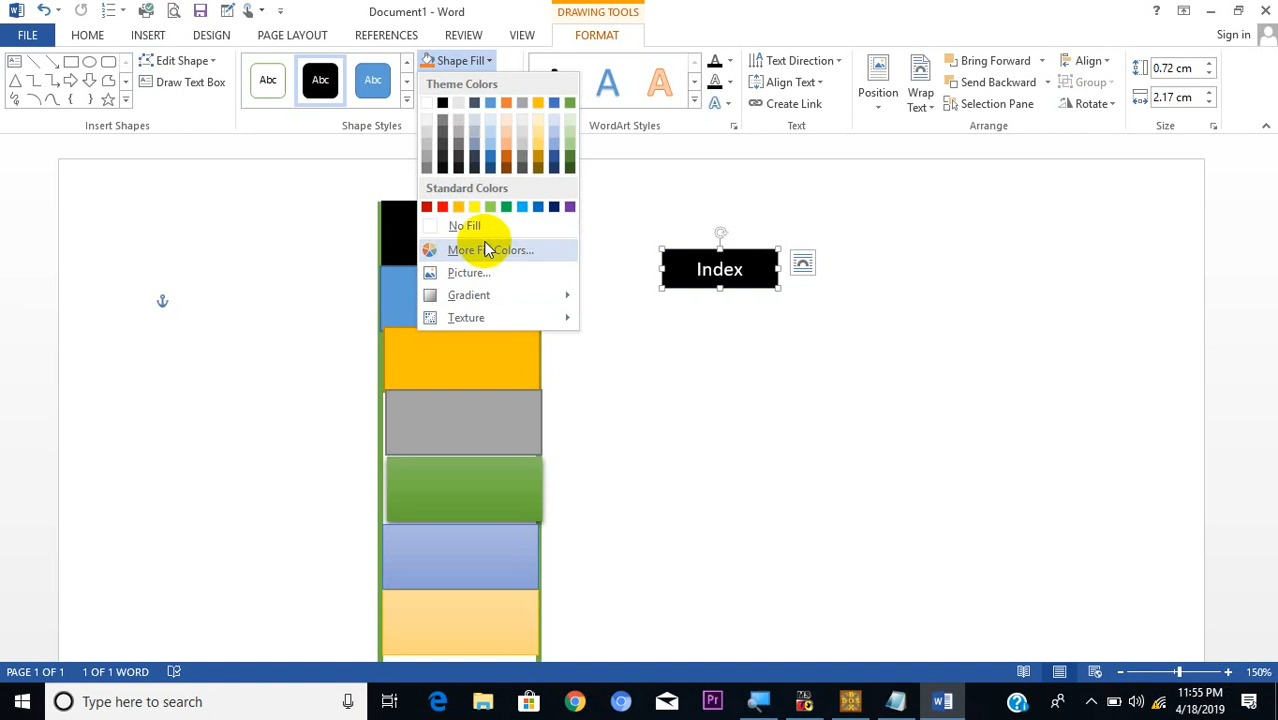 Document1 - Word
DRAWING TOOLS
Sign in
FILE
HOME
INSERT
DESIGN
PAGE LAYOUT
REFERENCES
MAILINGS
REVIEW
VIEW
FORMAT
Edit Shape
Draw Text Box
Insert Shapes
Abc
Abc
Abc
Shape Styles
Shape Fill
Theme Colors
Standard Colors
No Fill
Picture...
Gradient
Texture
A
A
WordArt Styles
Text Direction
Align Text
Create Link
Text
Position
Wrap
Text
Bring Forward
Send Backward
Selection Pane
Align
Group
Rotate
Arrange
0.72 cm
2.17 cm
Size
Index
PAGE 1 OF 1
1 OF 1 WORD
150%
Type here to search
11:55 PM
4/18/2019